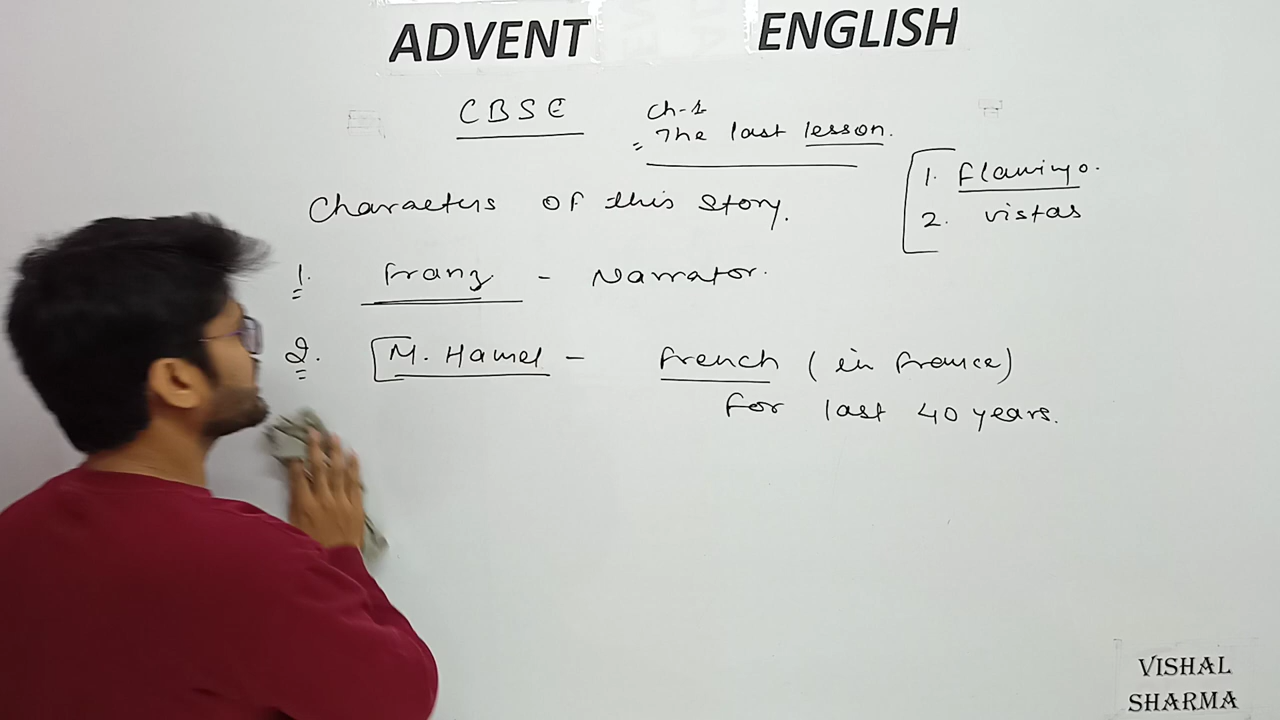 ADVENT ENGLISH
CBSE
Ch-1
The last lesson.
1. Flamingo.
2. vistas
Characters of this story.
1. Franz - Narrator.
2. M. Hamel - French (in France)
for last 40 years.
VISHAL
SHARMA